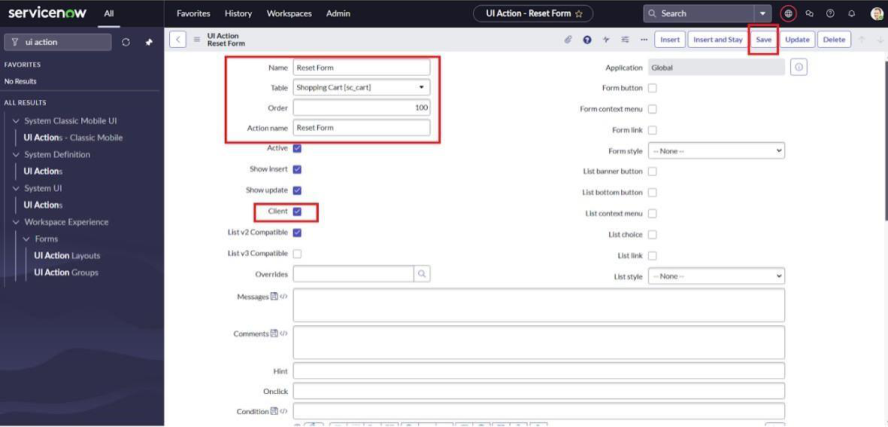 servicenow All Favorites History Workspaces Admin UI Action - Reset Form Search
ui action
FAVORITES
No Results
ALL RESULTS
System Classic Mobile UI
UI Actions - Classic Mobile
System Definition
UI Actions
System UI
UI Actions
Workspace Experience
Forms
UI Action Layouts
UI Action Groups
UI Action
Reset Form
Insert Insert and Stay Save Update Delete
Name Reset Form
Table Shopping Cart [sc_cart]
Order 100
Action name Reset Form
Active
Show insert
Show update
Client
List v2 Compatible
List v3 Compatible
Overrides
Application Global
Form button
Form context menu
Form link
Form style -- None --
List banner button
List bottom button
List context menu
List choice
List link
List style -- None --
Messages
Comments
Hint
Onclick
Condition